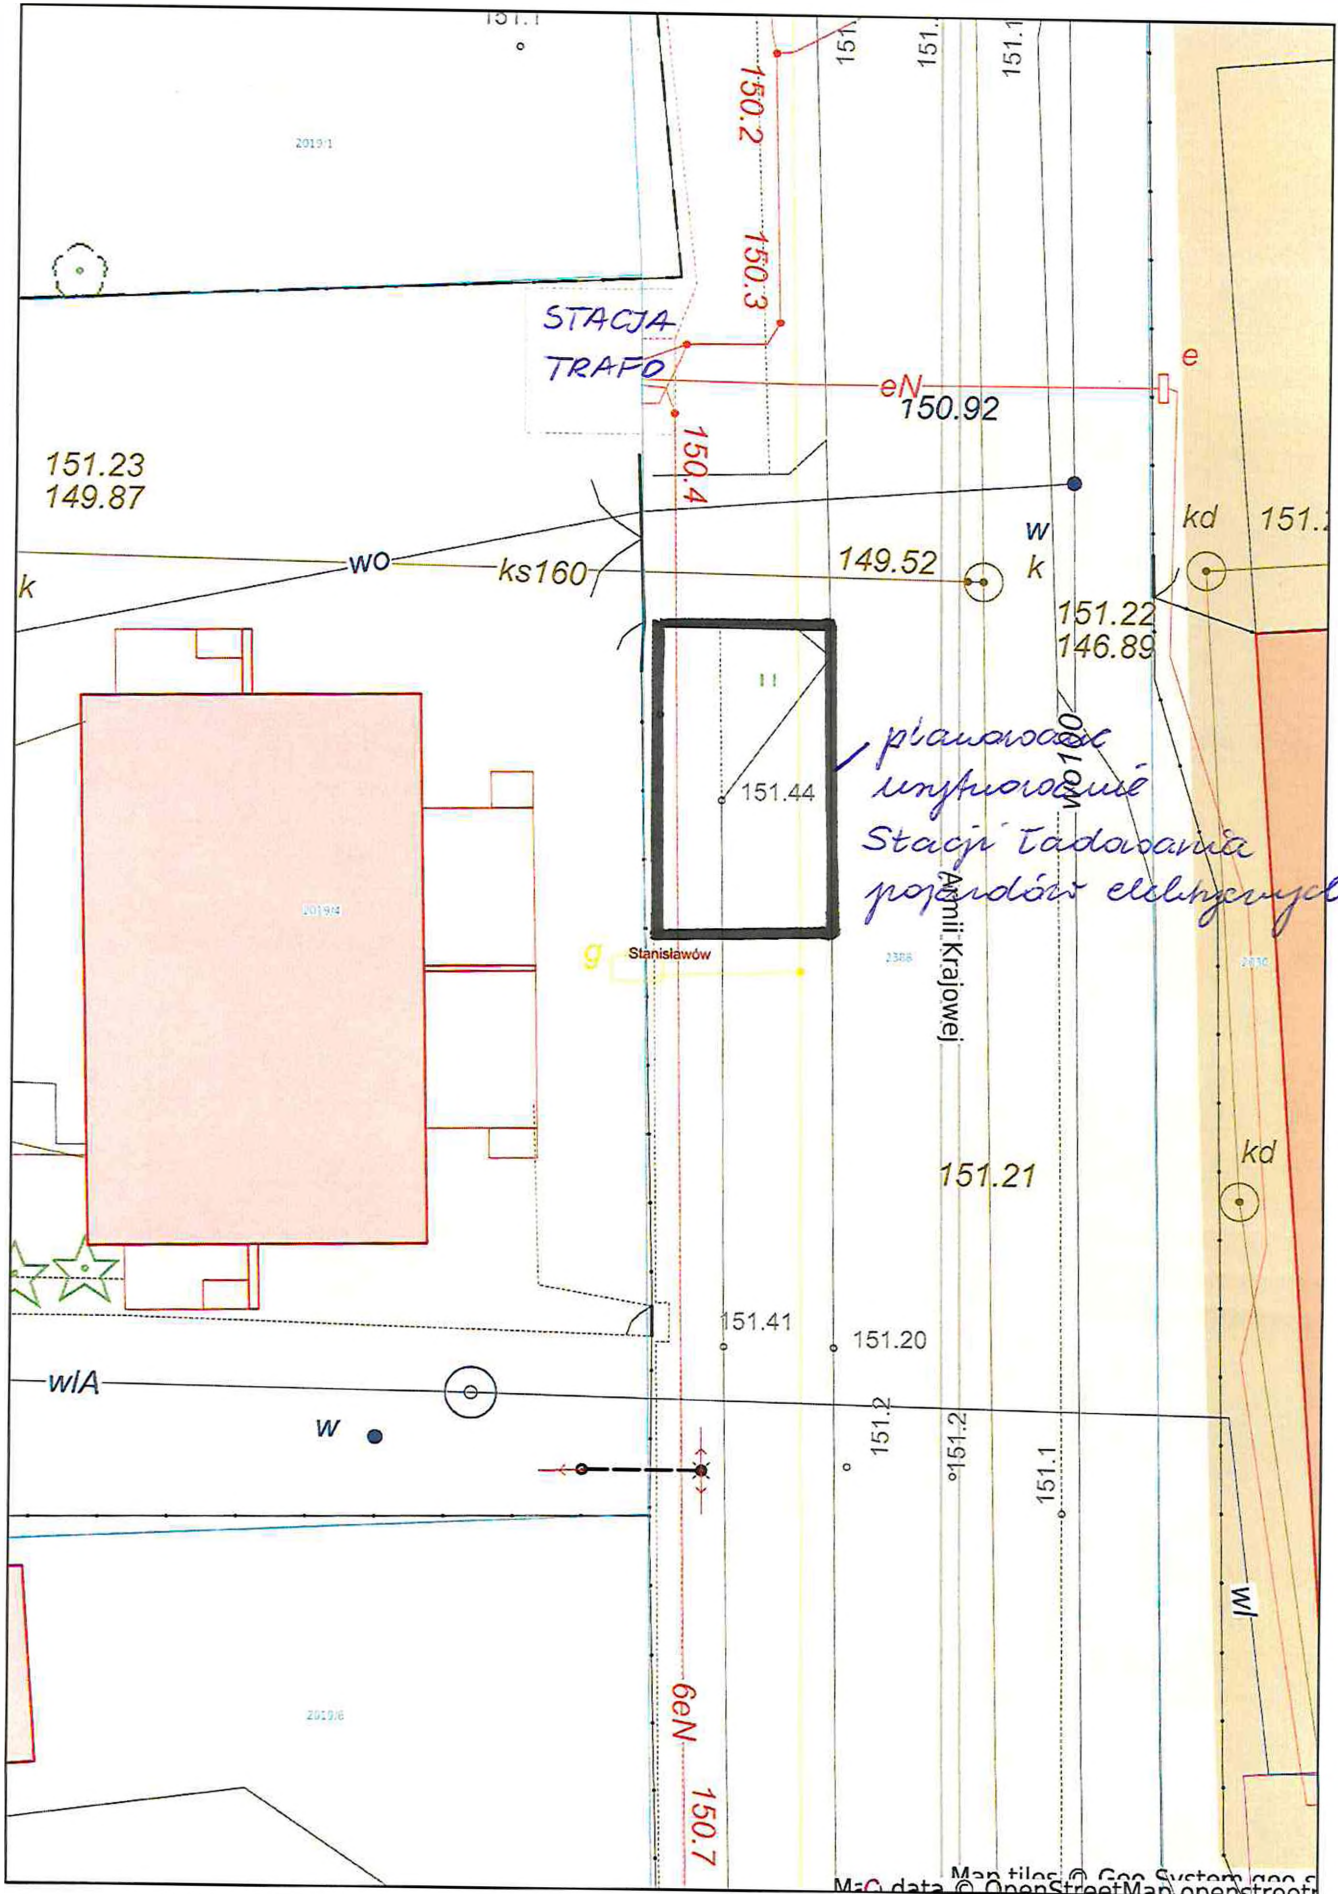 151.1
151.
151.
151.1
150.2
2019/1
150.3
STACJA
TRAFO
e
eN
150.92
150.4
151.23
149.87
kd
151.2
w
wo
ks160
149.52
k
k
151.22
146.89
wo100
planowane
usytuowanie
151.44
Stacji Ładowania
pojazdów elektrycznych
2019/4
Armii Krajowej
g
Stanisławów
2388
2830
151.21
kd
151.41
151.20
wlA
w
151.2
151.2
151.1
wl
6eN
2019/6
150.7
Map tiles © Geo-System
data © OpenStreetMap